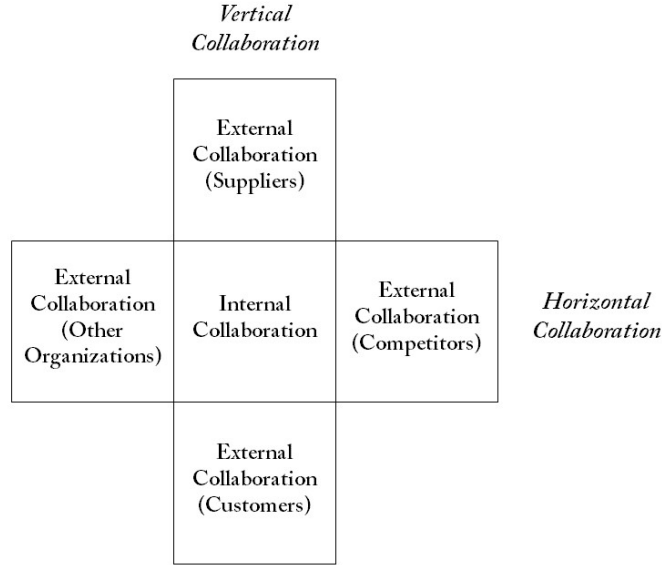 Vertical
Collaboration
External
Collaboration
(Suppliers)
External
Collaboration
(Other
Organizations)
Internal
Collaboration
External
Collaboration
(Competitors)
Horizontal
Collaboration
External
Collaboration
(Customers)